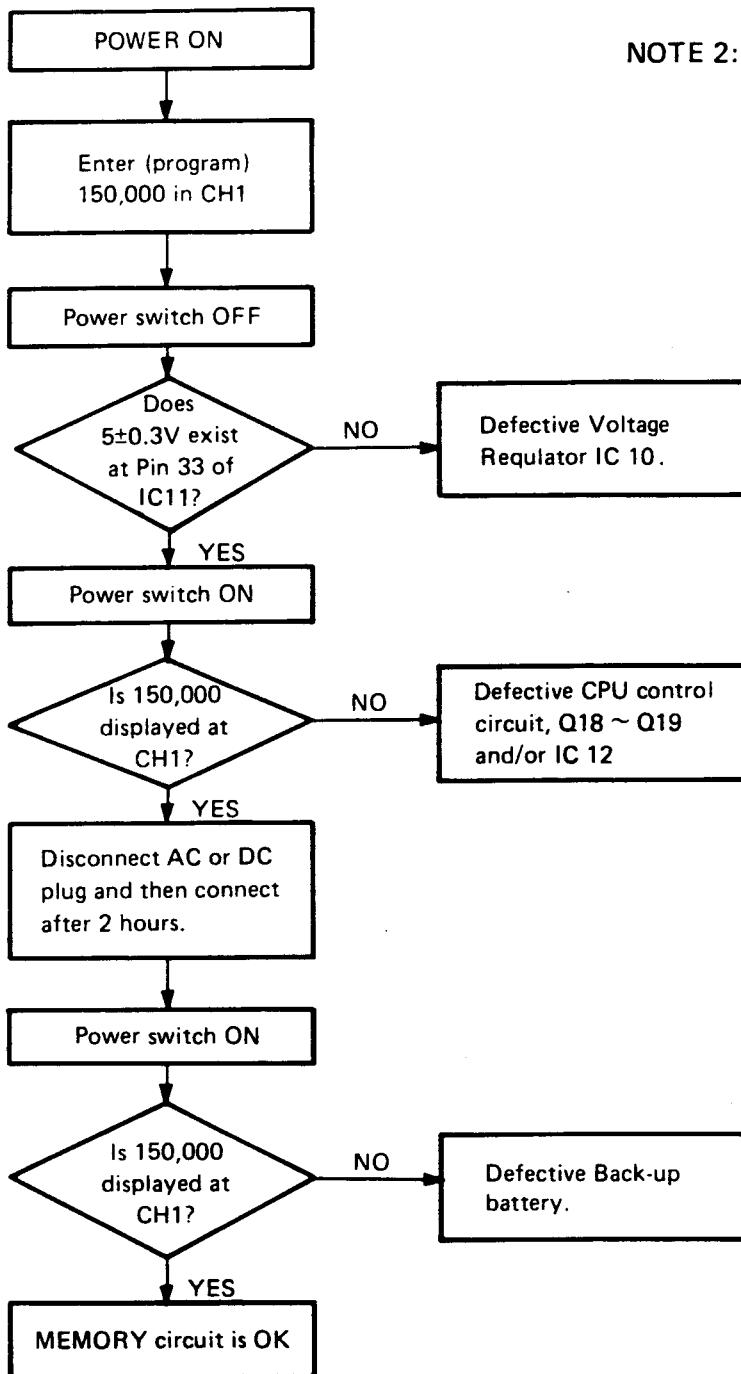 POWER ON
NOTE 2:
Enter (program)
150,000 in CH1
Power switch OFF
Does
5±0.3V exist
at Pin 33 of
IC11?
NO
Defective Voltage
Requlator IC 10.
YES
Power switch ON
Is 150,000
displayed at
CH1?
NO
Defective CPU control
circuit, Q18 ~ Q19
and/or IC 12
YES
Disconnect AC or DC
plug and then connect
after 2 hours.
Power switch ON
Is 150,000
displayed at
CH1?
NO
Defective Back-up
battery.
YES
MEMORY circuit is OK